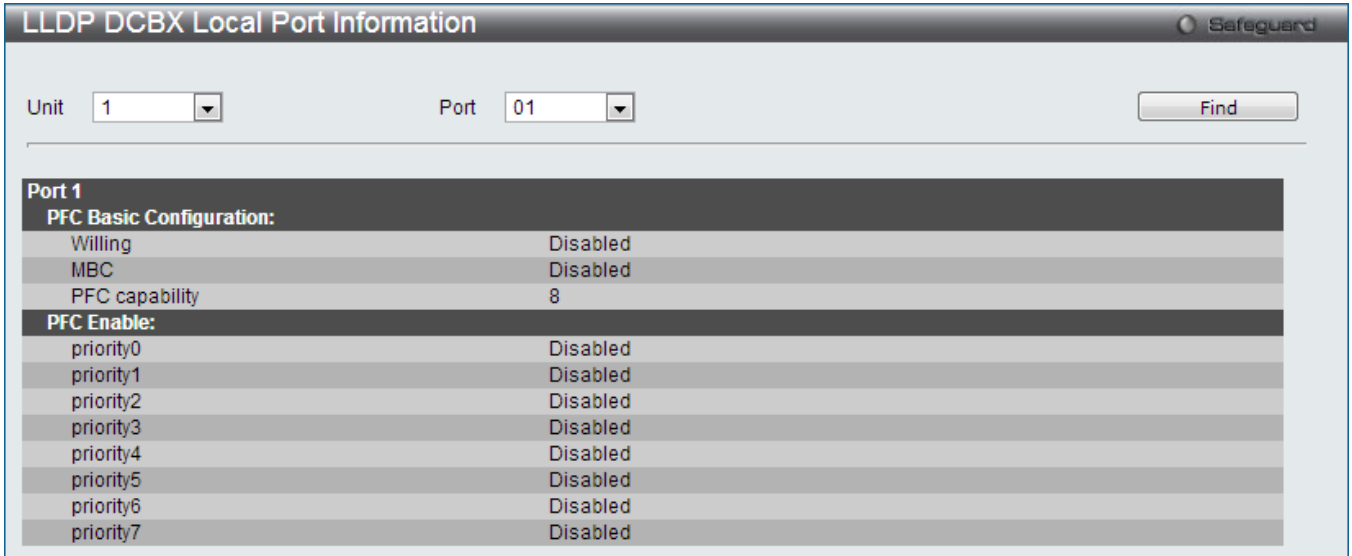 LLDP DCBX Local Port Information Safeguard
Unit 1 Port 01 Find
Port 1
PFC Basic Configuration:
Willing Disabled
MBC Disabled
PFC capability 8
PFC Enable:
priority0 Disabled
priority1 Disabled
priority2 Disabled
priority3 Disabled
priority4 Disabled
priority5 Disabled
priority6 Disabled
priority7 Disabled